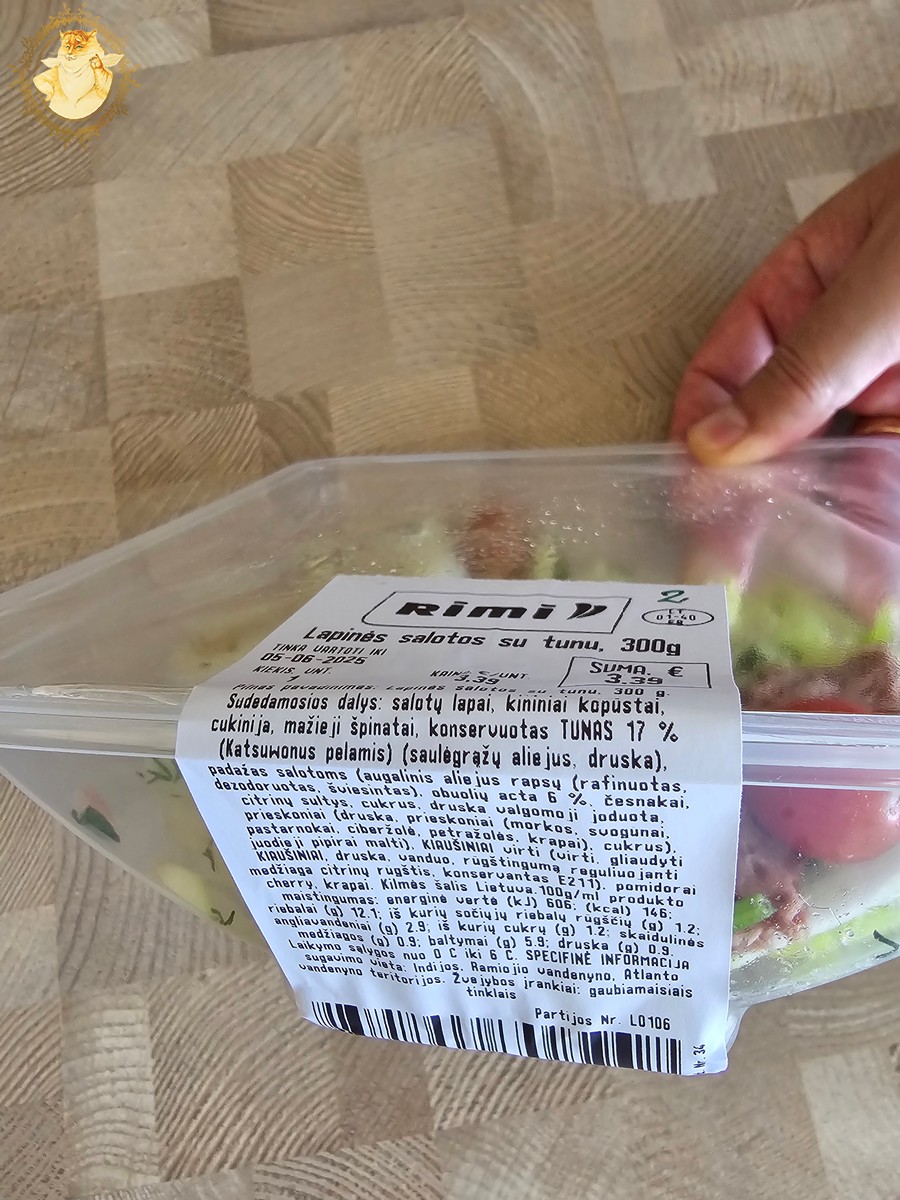 Rimi
2
LT
01-40
EB
Lapinės salotos su tunu, 300g
TINKA VARTOTI IKI
05-06-2025
KIEKIS, UNT.
1
KAINA €/UNT.
3.39
SUMA, €
3.39
Pilnas pavadinimas: Lapinės salotos su tunu, 300 g.
Sudedamosios dalys: salotų lapai, kininiai kopūstai,
cukinija, mažieji špinatai, konservuotas TUNAS 17 %
(Katsuwonus pelamis) (saulėgrąžų aliejus, druska),
padažas salotoms (augalinis aliejus rapsų (rafinuotas,
dezodoruotas, šviesintas), obuolių acta 6 %, česnakai,
citrinų sultys, cukrus, druska valgomoji joduota,
prieskoniai (druska, prieskoniai (morkos, svogūnai,
pastarnokai, ciberžolė, petražolės, krapai), cukrus),
juodieji pipirai malti), KIAUŠINIAI virti (virti, gliaudyti
KIAUŠINIAI, druska, vanduo, rūgštingumą reguliuojanti
medžiaga citrinų rūgštis, konservantas E211), pomidorai
cherry, krapai. Kilmės šalis Lietuva.100g/ml produkto
maistingumas: energinė vertė (kJ) 606; (kcal) 146;
riebalai (g) 12.1; iš kurių sočiųjų riebalų rūgščių (g) 1.2;
angliavandeniai (g) 2.9; iš kurių cukrų (g) 1.2; skaidulinės
medžiagos (g) 0.9; baltymai (g) 5.9; druska (g) 0.9.
Laikymo sąlygos nuo 0 C iki 6 C. SPECIFINĖ INFORMACIJA
sugavimo vieta: Indijos, Ramiojo vandenyno, Atlanto
vandenyno teritorijos. Žvejybos įrankiai: gaubiamaisiais
tinklais
Partijos Nr. L0106
Nr. 34